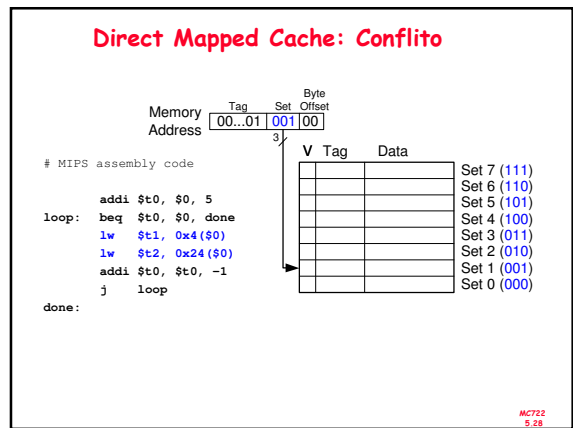 Direct Mapped Cache: Conflito
Byte
Tag Set Offset
Memory
Address
00...01 001 00
3
V Tag Data
# MIPS assembly code
addi $t0, $0, 5
loop: beq $t0, $0, done
lw $t1, 0x4($0)
lw $t2, 0x24($0)
addi $t0, $t0, -1
j loop
done:
Set 7 (111)
Set 6 (110)
Set 5 (101)
Set 4 (100)
Set 3 (011)
Set 2 (010)
Set 1 (001)
Set 0 (000)
MC722
5.28